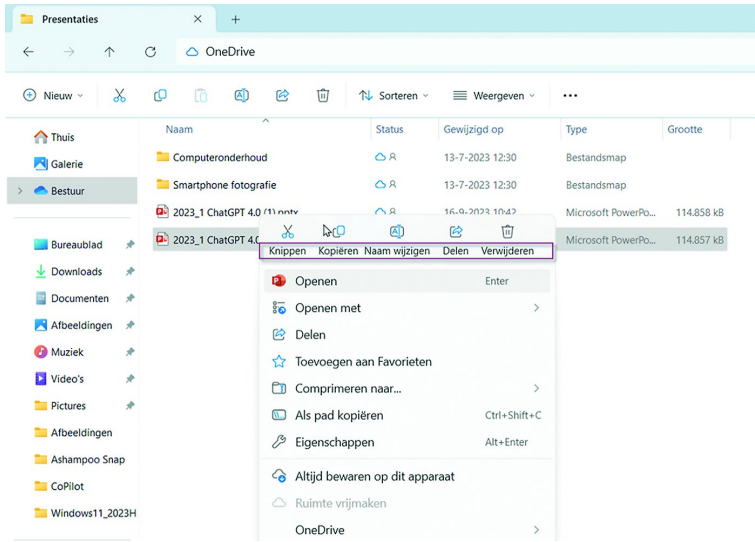 Presentaties
OneDrive
Nieuw
Sorteren
Weergeven
Thuis
Galerie
Bestuur
Bureaublad
Downloads
Documenten
Afbeeldingen
Muziek
Video's
Pictures
Afbeeldingen
Ashampoo Snap
CoPilot
Windows11_2023H
Naam Status Gewijzigd op Type Grootte
Computeronderhoud 13-7-2023 12:30 Bestandsmap
Smartphone fotografie 13-7-2023 12:30 Bestandsmap
2023_1 ChatGPT 4.0 (1).pptx 16-9-2023 10:42 Microsoft PowerPo... 114.858 kB
2023_1 ChatGPT 4.0 Microsoft PowerPo... 114.857 kB
Knippen Kopiëren Naam wijzigen Delen Verwijderen
Openen Enter
Openen met
Delen
Toevoegen aan Favorieten
Comprimeren naar...
Als pad kopiëren Ctrl+Shift+C
Eigenschappen Alt+Enter
Altijd bewaren op dit apparaat
Ruimte vrijmaken
OneDrive